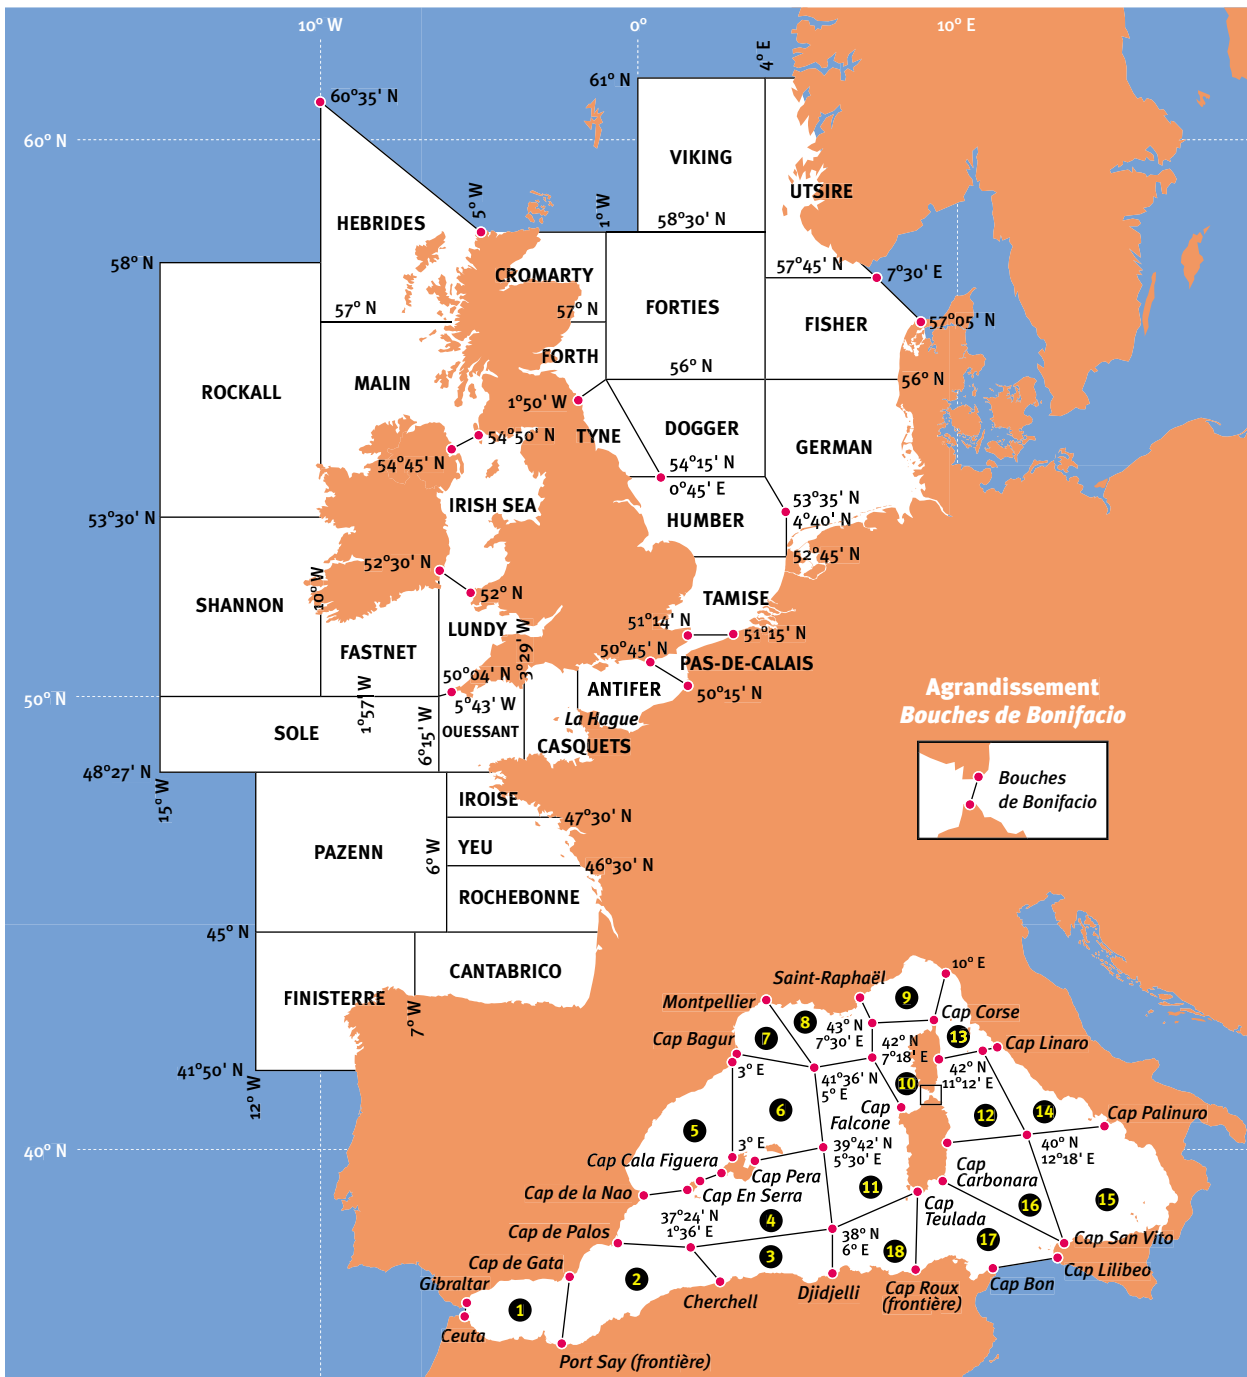 10° W
0°
10° E
4° E
61° N
60°35' N
60° N
VIKING
UTSIRE
5° W
1° W
HEBRIDES
58°30' N
58° N
CROMARTY
57°45' N
7°30' E
57° N
57° N
FORTIES
FISHER
57°05' N
FORTH
56° N
56° N
ROCKALL
MALIN
1°50' W
TYNE
DOGGER
GERMAN
54°50' N
54°45' N
54°15' N
0°45' E
IRISH SEA
53°35' N
4°40' N
HUMBER
53°30' N
52°45' N
52°30' N
52° N
10° W
SHANNON
TAMISE
51°14' N
51°15' N
LUNDY
3°29' W
FASTNET
50°45' N
PAS-DE-CALAIS
50°04' N
5°43' W
ANTIFER
50°15' N
50° N
1°57' W
6°15' W
La Hague
SOLE
OUESSANT
CASQUETS
Agrandissement
Bouches de Bonifacio
Bouches
de Bonifacio
48°27' N
15° W
IROISE
47°30' N
PAZENN
6° W
YEU
46°30' N
ROCHEBONNE
45° N
CANTABRICO
FINISTERRE
7° W
41°50' N
12° W
40° N
10° E
Saint-Raphaël
Montpellier
9
8
7
43° N
7°30' E
Cap Corse
13
Cap Linaro
Cap Bagur
3° E
42° N
7°18' E
42° N
11°12' E
41°36' N
5° E
10
6
Cap
Falcone
12
14
Cap Palinuro
5
3° E
39°42' N
5°30' E
40° N
12°18' E
Cap Cala Figuera
Cap Pera
Cap
Carbonara
Cap de la Nao
Cap En Serra
11
Cap
Teulada
16
15
37°24' N
1°36' E
4
Cap de Palos
38° N
6° E
17
Cap San Vito
3
18
Cap de Gata
2
Cap Lilibeo
Gibraltar
Cherchell
Djidjelli
Cap Roux
(frontière)
Cap Bon
1
Ceuta
Port Say (frontière)